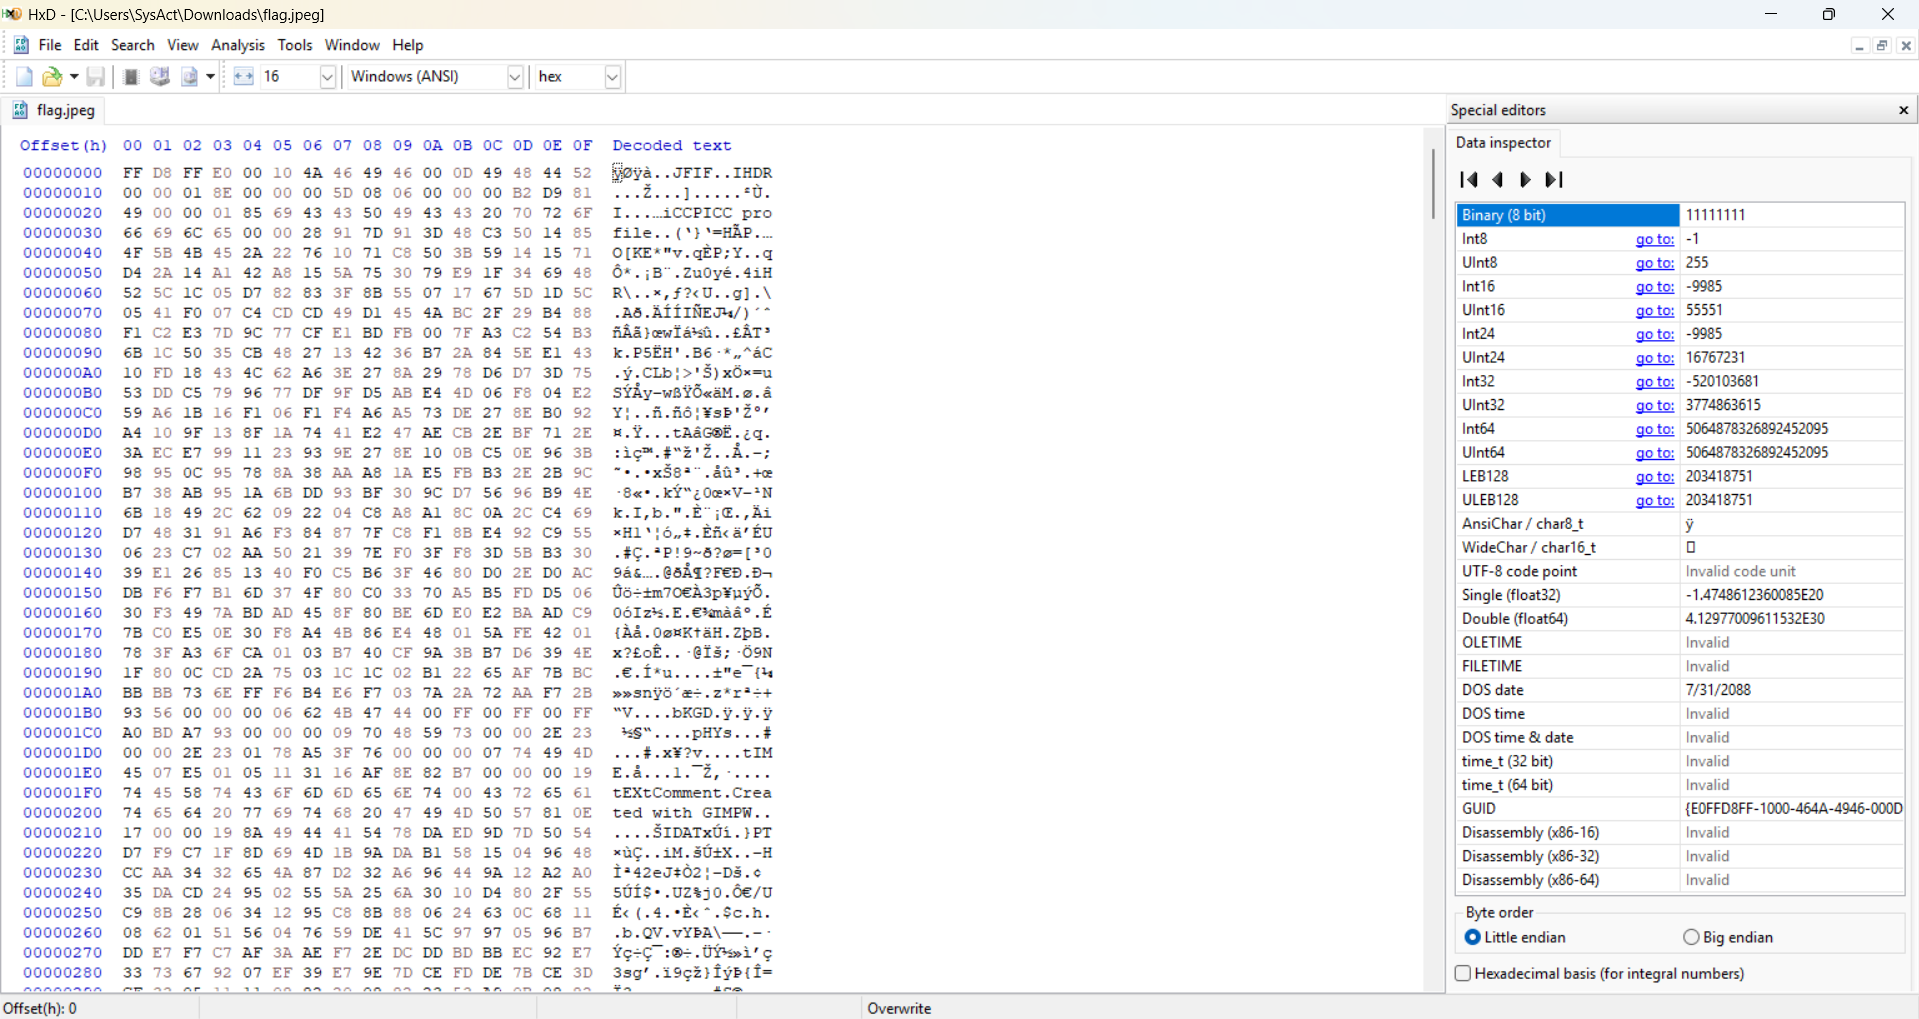 HxD - [C:\Users\SysAct\Downloads\flag.jpeg]
File Edit Search View Analysis Tools Window Help
16 Windows (ANSI) hex
flag.jpeg
Offset(h) 00 01 02 03 04 05 06 07 08 09 0A 0B 0C 0D 0E 0F Decoded text
00000000 FF D8 FF E0 00 10 4A 46 49 46 00 0D 49 48 44 52 ÿØÿà..JFIF..IHDR
00000010 00 00 01 8E 00 00 00 5D 08 06 00 00 00 B2 D9 81 ...Ž...].....²Ù.
00000020 49 00 00 01 85 69 43 43 50 49 43 43 20 70 72 6F I...…iCCPICC pro
00000030 66 69 6C 65 00 00 28 91 7D 91 3D 48 C3 50 14 85 file..(‘}‘=HÃP.…
00000040 4F 5B 4B 45 2A 22 76 10 71 C8 50 3B 59 14 15 71 O[KE*"v.qÈP;Y..q
00000050 D4 2A 14 A1 42 A8 15 5A 75 30 79 E9 1F 34 69 48 Ô*.¡B¨.Zu0yé.4iH
00000060 52 5C 1C 05 D7 82 83 3F 8B 55 07 17 67 5D 1D 5C R\..×‚ƒ?‹U..g].\
00000070 05 41 F0 07 C4 CD CD 49 D1 45 4A BC 2F 29 B4 88 .Að.ÄÍÍIÑEJ¼/)´ˆ
00000080 F1 C2 E3 7D 9C 77 CF E1 BD FB 00 7F A3 C2 54 B3 ñÂã}œwÏá½û..£ÂT³
00000090 6B 1C 50 35 CB 48 27 13 42 36 B7 2A 84 5E E1 43 k.P5ËH'.B6·*„^áC
000000A0 10 FD 18 43 4C 62 A6 3E 27 8A 29 78 D6 D7 3D 75 .ý.CLb¦>'Š)xÖ×=u
000000B0 53 DD C5 79 96 77 DF 9F D5 AB E4 4D 06 F8 04 E2 SÝÅy–wßŸÕ«äM.ø.â
000000C0 59 A6 1B 16 F1 06 F1 F4 A6 A5 73 DE 27 8E B0 92 Y¦..ñ.ñô¦¥sÞ'Ž°’
000000D0 A4 10 9F 13 8F 1A 74 41 E2 47 AE CB 2E BF 71 2E ¤.Ÿ...tAâG®Ë.¿q.
000000E0 3A EC E7 99 11 23 93 9E 27 8E 10 0B C5 0E 96 3B :ìç™.#“ž'Ž..Å.–;
000000F0 98 95 0C 95 78 8A 38 AA A8 1A E5 FB B3 2E 2B 9C ˜•.•xŠ8ª¨.åû³.+œ
00000100 B7 38 AB 95 1A 6B DD 93 BF 30 9C D7 56 96 B9 4E ·8«•.kÝ“¿0œ×V–¹N
00000110 6B 18 49 2C 62 09 22 04 C8 A8 A1 8C 0A 2C C4 69 k.I,b.".È¨¡Œ.,Äi
00000120 D7 48 31 91 A6 F3 84 87 7F C8 F1 8B E4 92 C9 55 ×H1‘¦ó„‡.Èñ‹ä’ÉU
00000130 06 23 C7 02 AA 50 21 39 7E F0 3F F8 3D 5B B3 30 .#Ç.ªP!9~ð?ø=[³0
00000140 39 E1 26 85 13 40 F0 C5 B6 3F 46 80 D0 2E D0 AC 9á&….@ðÅ¶?F€Ð.Ð¬
00000150 DB F6 F7 B1 6D 37 4F 80 C0 33 70 A5 B5 FD D5 06 Ûö÷±m7O€À3p¥µýÕ.
00000160 30 F3 49 7A BD AD 45 8F 80 BE 6D E0 E2 BA AD C9 0óIz½.E.€¾màâº.É
00000170 7B C0 E5 0E 30 F8 A4 4B 86 E4 48 01 5A FE 42 01 {Àå.0ø¤K†äH.ZþB.
00000180 78 3F A3 6F CA 01 03 B7 40 CF 9A 3B B7 D6 39 4E x?£oÊ..·@Ïš;·Ö9N
00000190 1F 80 0C CD 2A 75 03 1C 1C 02 B1 22 65 AF 7B BC .€.Í*u....±"e¯{¼
000001A0 BB BB 73 6E FF F6 B4 E6 F7 03 7A 2A 72 AA F7 2B »»snÿö´æ÷.z*rª÷+
000001B0 93 56 00 00 00 06 62 4B 47 44 00 FF 00 FF 00 FF “V....bKGD.ÿ.ÿ.ÿ
000001C0 A0 BD A7 93 00 00 00 09 70 48 59 73 00 00 2E 23  ½§“....pHYs...#
000001D0 00 00 2E 23 01 78 A5 3F 76 00 00 00 07 74 49 4D ...#.x¥?v....tIM
000001E0 45 07 E5 01 05 11 31 16 AF 8E 82 B7 00 00 00 19 E.å...1.¯Ž‚·....
000001F0 74 45 58 74 43 6F 6D 6D 65 6E 74 00 43 72 65 61 tEXtComment.Crea
00000200 74 65 64 20 77 69 74 68 20 47 49 4D 50 57 81 0E ted with GIMPW..
00000210 17 00 00 19 8A 49 44 41 54 78 DA ED 9D 7D 50 54 ....ŠIDATxÚí.}PT
00000220 D7 F9 C7 1F 8D 69 4D 1B 9A DA B1 58 15 04 96 48 ×ùÇ..iM.šÚ±X..–H
00000230 CC AA 34 32 65 4A 87 D2 32 A6 96 44 9A 12 A2 A0 Ìª42eJ‡Ò2¦–Dš.¢
00000240 35 DA CD 24 95 02 55 5A 25 6A 30 10 D4 80 2F 55 5ÚÍ$•.UZ%j0.Ô€/U
00000250 C9 8B 28 06 34 12 95 C8 8B 88 06 24 63 0C 68 11 É‹(.4.•È‹ˆ.$c.h.
00000260 08 62 01 51 56 04 76 59 DE 41 5C 97 97 05 96 B7 .b.QV.vYÞA\——.–·
00000270 DD E7 F7 C7 AF 3A AE F7 2E DC DD BD BB EC 92 E7 Ýç÷Ç¯:®÷.ÜÝ½»ì’ç
00000280 33 73 67 92 07 EF 39 E7 9E 7D CE FD DE 7B CE 3D 3sg’.ï9çž}ÎýÞ{Î=
Special editors
Data inspector
Binary (8 bit) 11111111
Int8 go to: -1
UInt8 go to: 255
Int16 go to: -9985
UInt16 go to: 55551
Int24 go to: -9985
UInt24 go to: 16767231
Int32 go to: -520103681
UInt32 go to: 3774863615
Int64 go to: 5064878326892452095
UInt64 go to: 5064878326892452095
LEB128 go to: 203418751
ULEB128 go to: 203418751
AnsiChar / char8_t ÿ
WideChar / char16_t
UTF-8 code point Invalid code unit
Single (float32) -1.4748612360085E20
Double (float64) 4.12977009611532E30
OLETIME Invalid
FILETIME Invalid
DOS date 7/31/2088
DOS time Invalid
DOS time & date Invalid
time_t (32 bit) Invalid
time_t (64 bit) Invalid
GUID {E0FFD8FF-1000-464A-4946-000D
Disassembly (x86-16) Invalid
Disassembly (x86-32) Invalid
Disassembly (x86-64) Invalid
Byte order
Little endian Big endian
Hexadecimal basis (for integral numbers)
Offset(h): 0 Overwrite